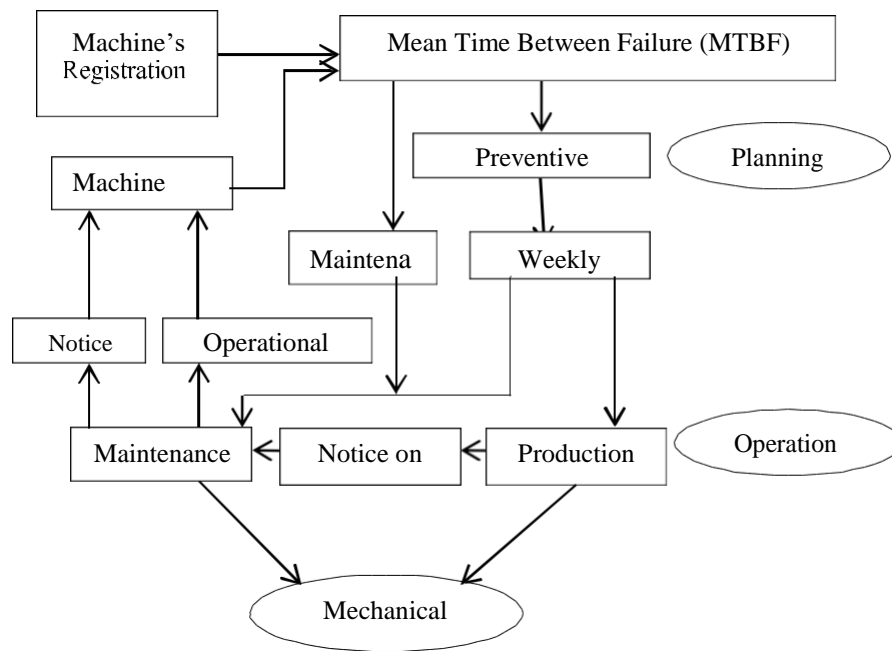 Machine's
Registration
Mean Time Between Failure (MTBF)
Preventive
Planning
Machine
Maintena
Weekly
Notice
Operational
Maintenance
Notice on
Production
Operation
Mechanical